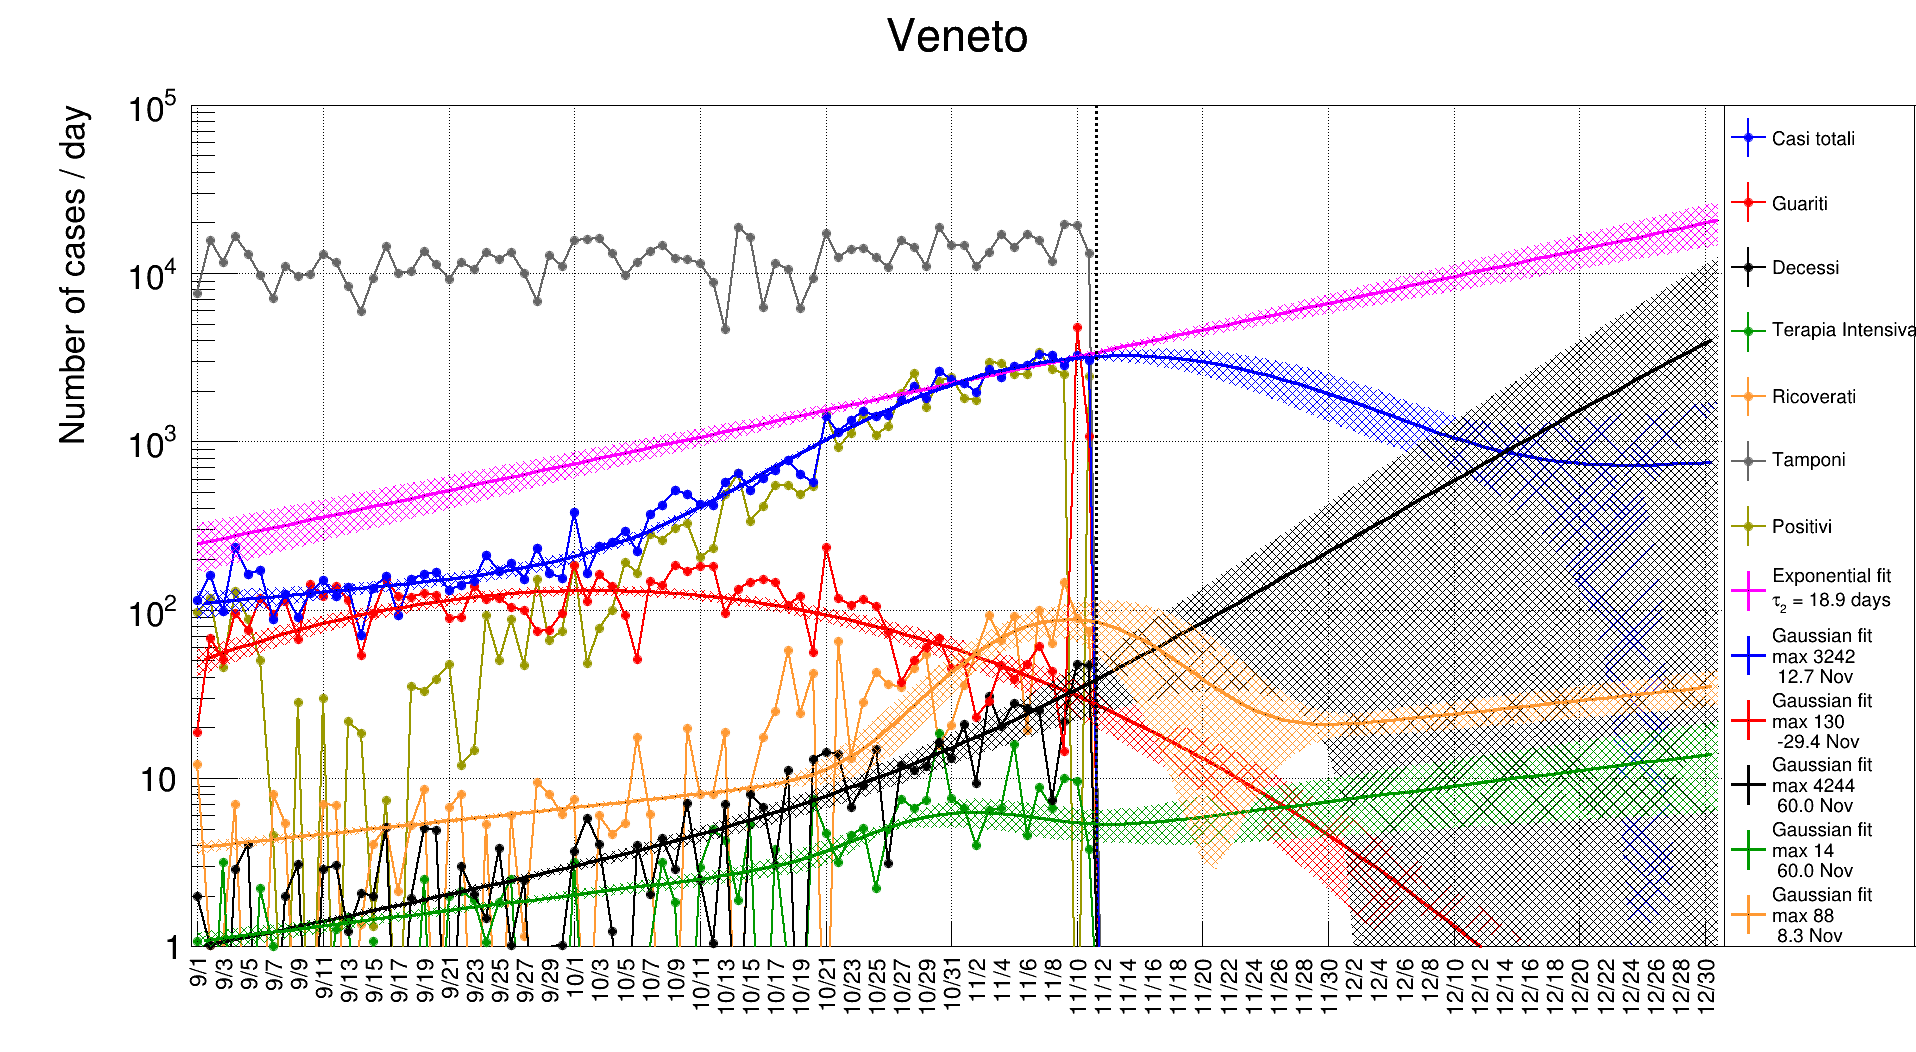 Veneto
Number of cases / day
10^5
10^4
10^3
10^2
10
1
9/1
9/3
9/5
9/7
9/9
9/11
9/13
9/15
9/17
9/19
9/21
9/23
9/25
9/27
9/29
10/1
10/3
10/5
10/7
10/9
10/11
10/13
10/15
10/17
10/19
10/21
10/23
10/25
10/27
10/29
10/31
11/2
11/4
11/6
11/8
11/10
11/12
11/14
11/16
11/18
11/20
11/22
11/24
11/26
11/28
11/30
12/2
12/4
12/6
12/8
12/10
12/12
12/14
12/16
12/18
12/20
12/22
12/24
12/26
12/28
12/30
Casi totali
Guariti
Decessi
Terapia Intensiva
Ricoverati
Tamponi
Positivi
Exponential fit
τ2 = 18.9 days
Gaussian fit
max 3242
12.7 Nov
Gaussian fit
max 130
-29.4 Nov
Gaussian fit
max 4244
60.0 Nov
Gaussian fit
max 14
60.0 Nov
Gaussian fit
max 88
8.3 Nov